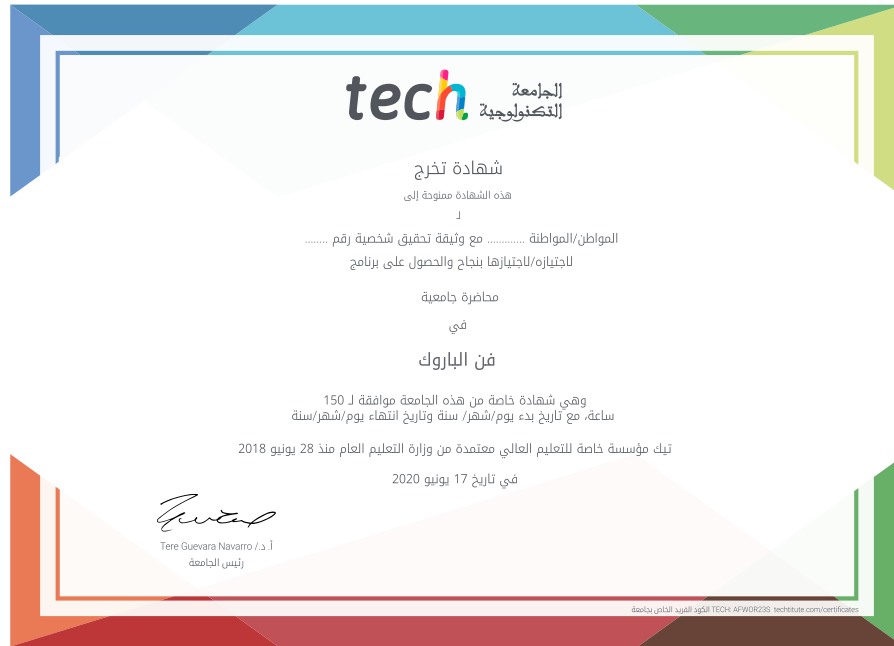 tech الجامعة
التكنولوجية
شهادة تخرج
هذه الشهادة ممنوحة إلى
لـ
المواطن/المواطنة ............. مع وثيقة تحقيق شخصية رقم ........
لاجتيازه/لاجتيازها بنجاح والحصول على برنامج
محاضرة جامعية
في
فن الباروك
وهي شهادة خاصة من هذه الجامعة موافقة لـ 150
ساعة، مع تاريخ بدء يوم/شهر/ سنة وتاريخ انتهاء يوم/شهر/سنة
تيك مؤسسة خاصة للتعليم العالي معتمدة من وزارة التعليم العام منذ 28 يونيو 2018
في تاريخ 17 يونيو 2020
أ. د./ Tere Guevara Navarro
رئيس الجامعة
الكود الفريد الخاص بجامعة TECH: AFWOR23S techtitute.com/certificates